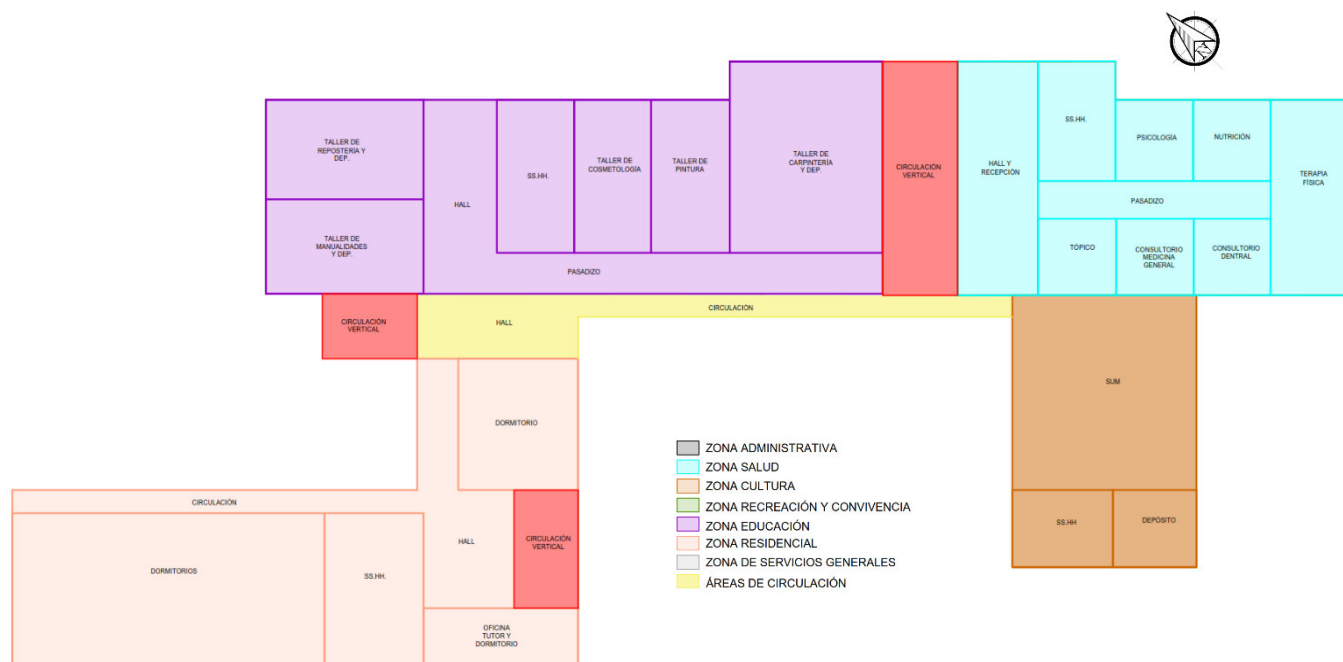 TALLER DE
REPOSTERÍA Y
DEP.
TALLER DE
MANUALIDADES
Y DEP.
HALL
SS.HH.
TALLER DE
COSMETOLOGÍA
TALLER DE
PINTURA
TALLER DE
CARPINTERÍA
Y DEP.
PASADIZO
CIRCULACIÓN
VERTICAL
HALL Y
RECEPCIÓN
SS.HH.
PSICOLOGÍA
NUTRICIÓN
TERAPIA
FÍSICA
PASADIZO
TÓPICO
CONSULTORIO
MEDICINA
GENERAL
CONSULTORIO
DENTRAL
CIRCULACIÓN
VERTICAL
HALL
CIRCULACIÓN
SUM
SS.HH
DEPÓSITO
DORMITORIO
CIRCULACIÓN
DORMITORIOS
SS.HH.
HALL
CIRCULACIÓN
VERTICAL
OFICINA
TUTOR Y
DORMITORIO
ZONA ADMINISTRATIVA
ZONA SALUD
ZONA CULTURA
ZONA RECREACIÓN Y CONVIVENCIA
ZONA EDUCACIÓN
ZONA RESIDENCIAL
ZONA DE SERVICIOS GENERALES
ÁREAS DE CIRCULACIÓN